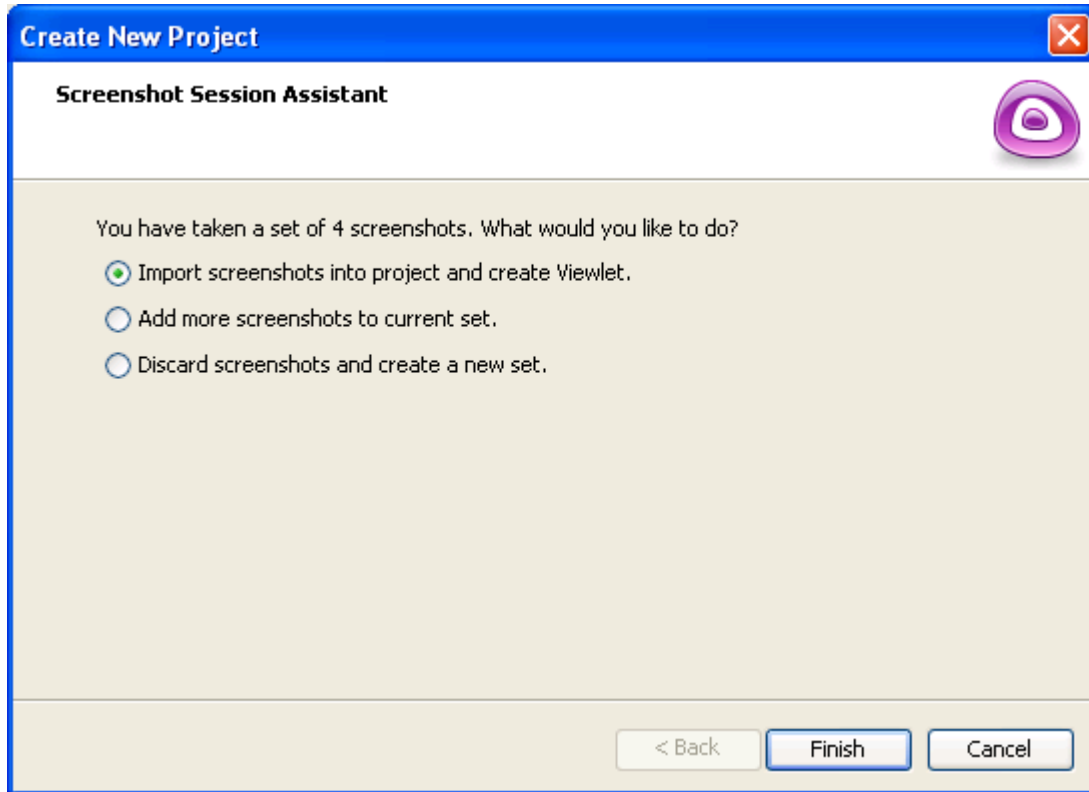 Create New Project
Screenshot Session Assistant
You have taken a set of 4 screenshots. What would you like to do?
Import screenshots into project and create Viewlet.
Add more screenshots to current set.
Discard screenshots and create a new set.
< Back Finish Cancel